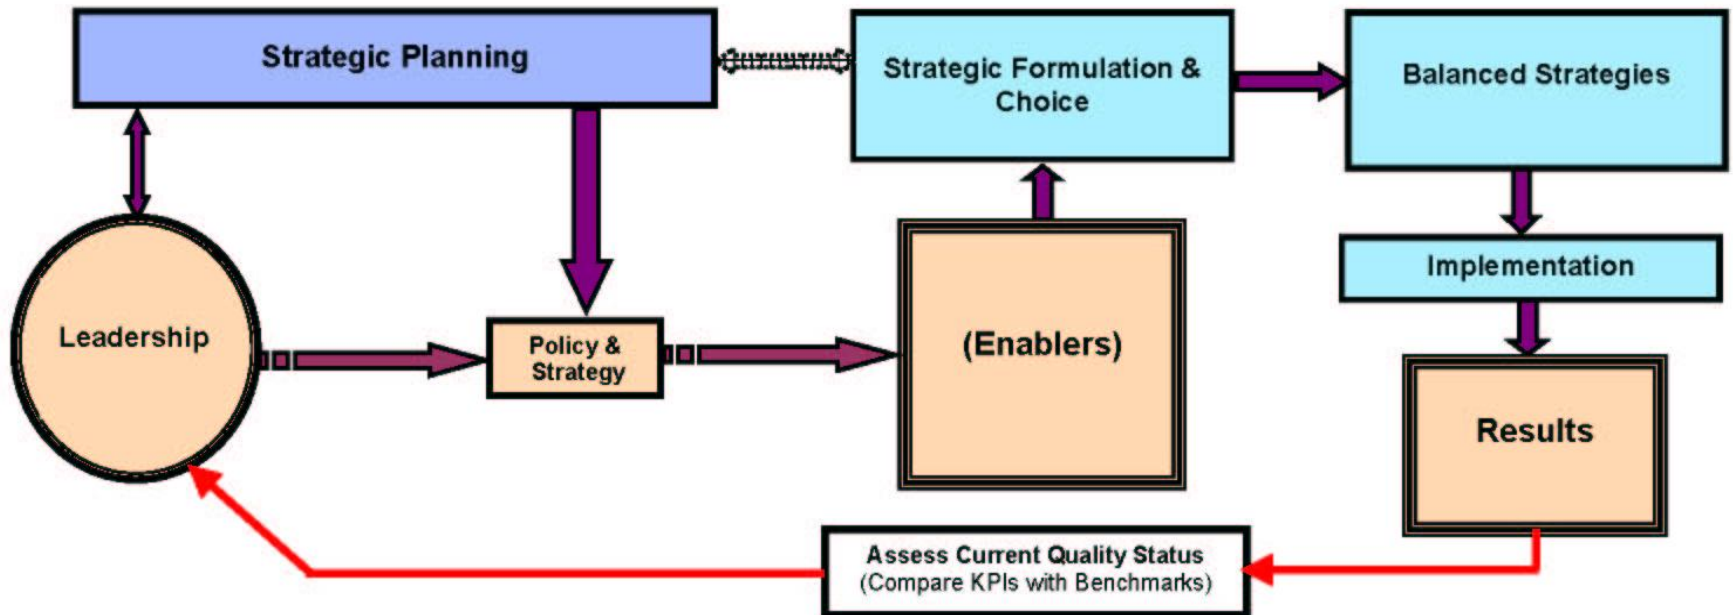 Strategic Planning
Strategic Formulation &
Choice
Balanced Strategies
Implementation
Leadership
Policy &
Strategy
(Enablers)
Results
Assess Current Quality Status
(Compare KPIs with Benchmarks)